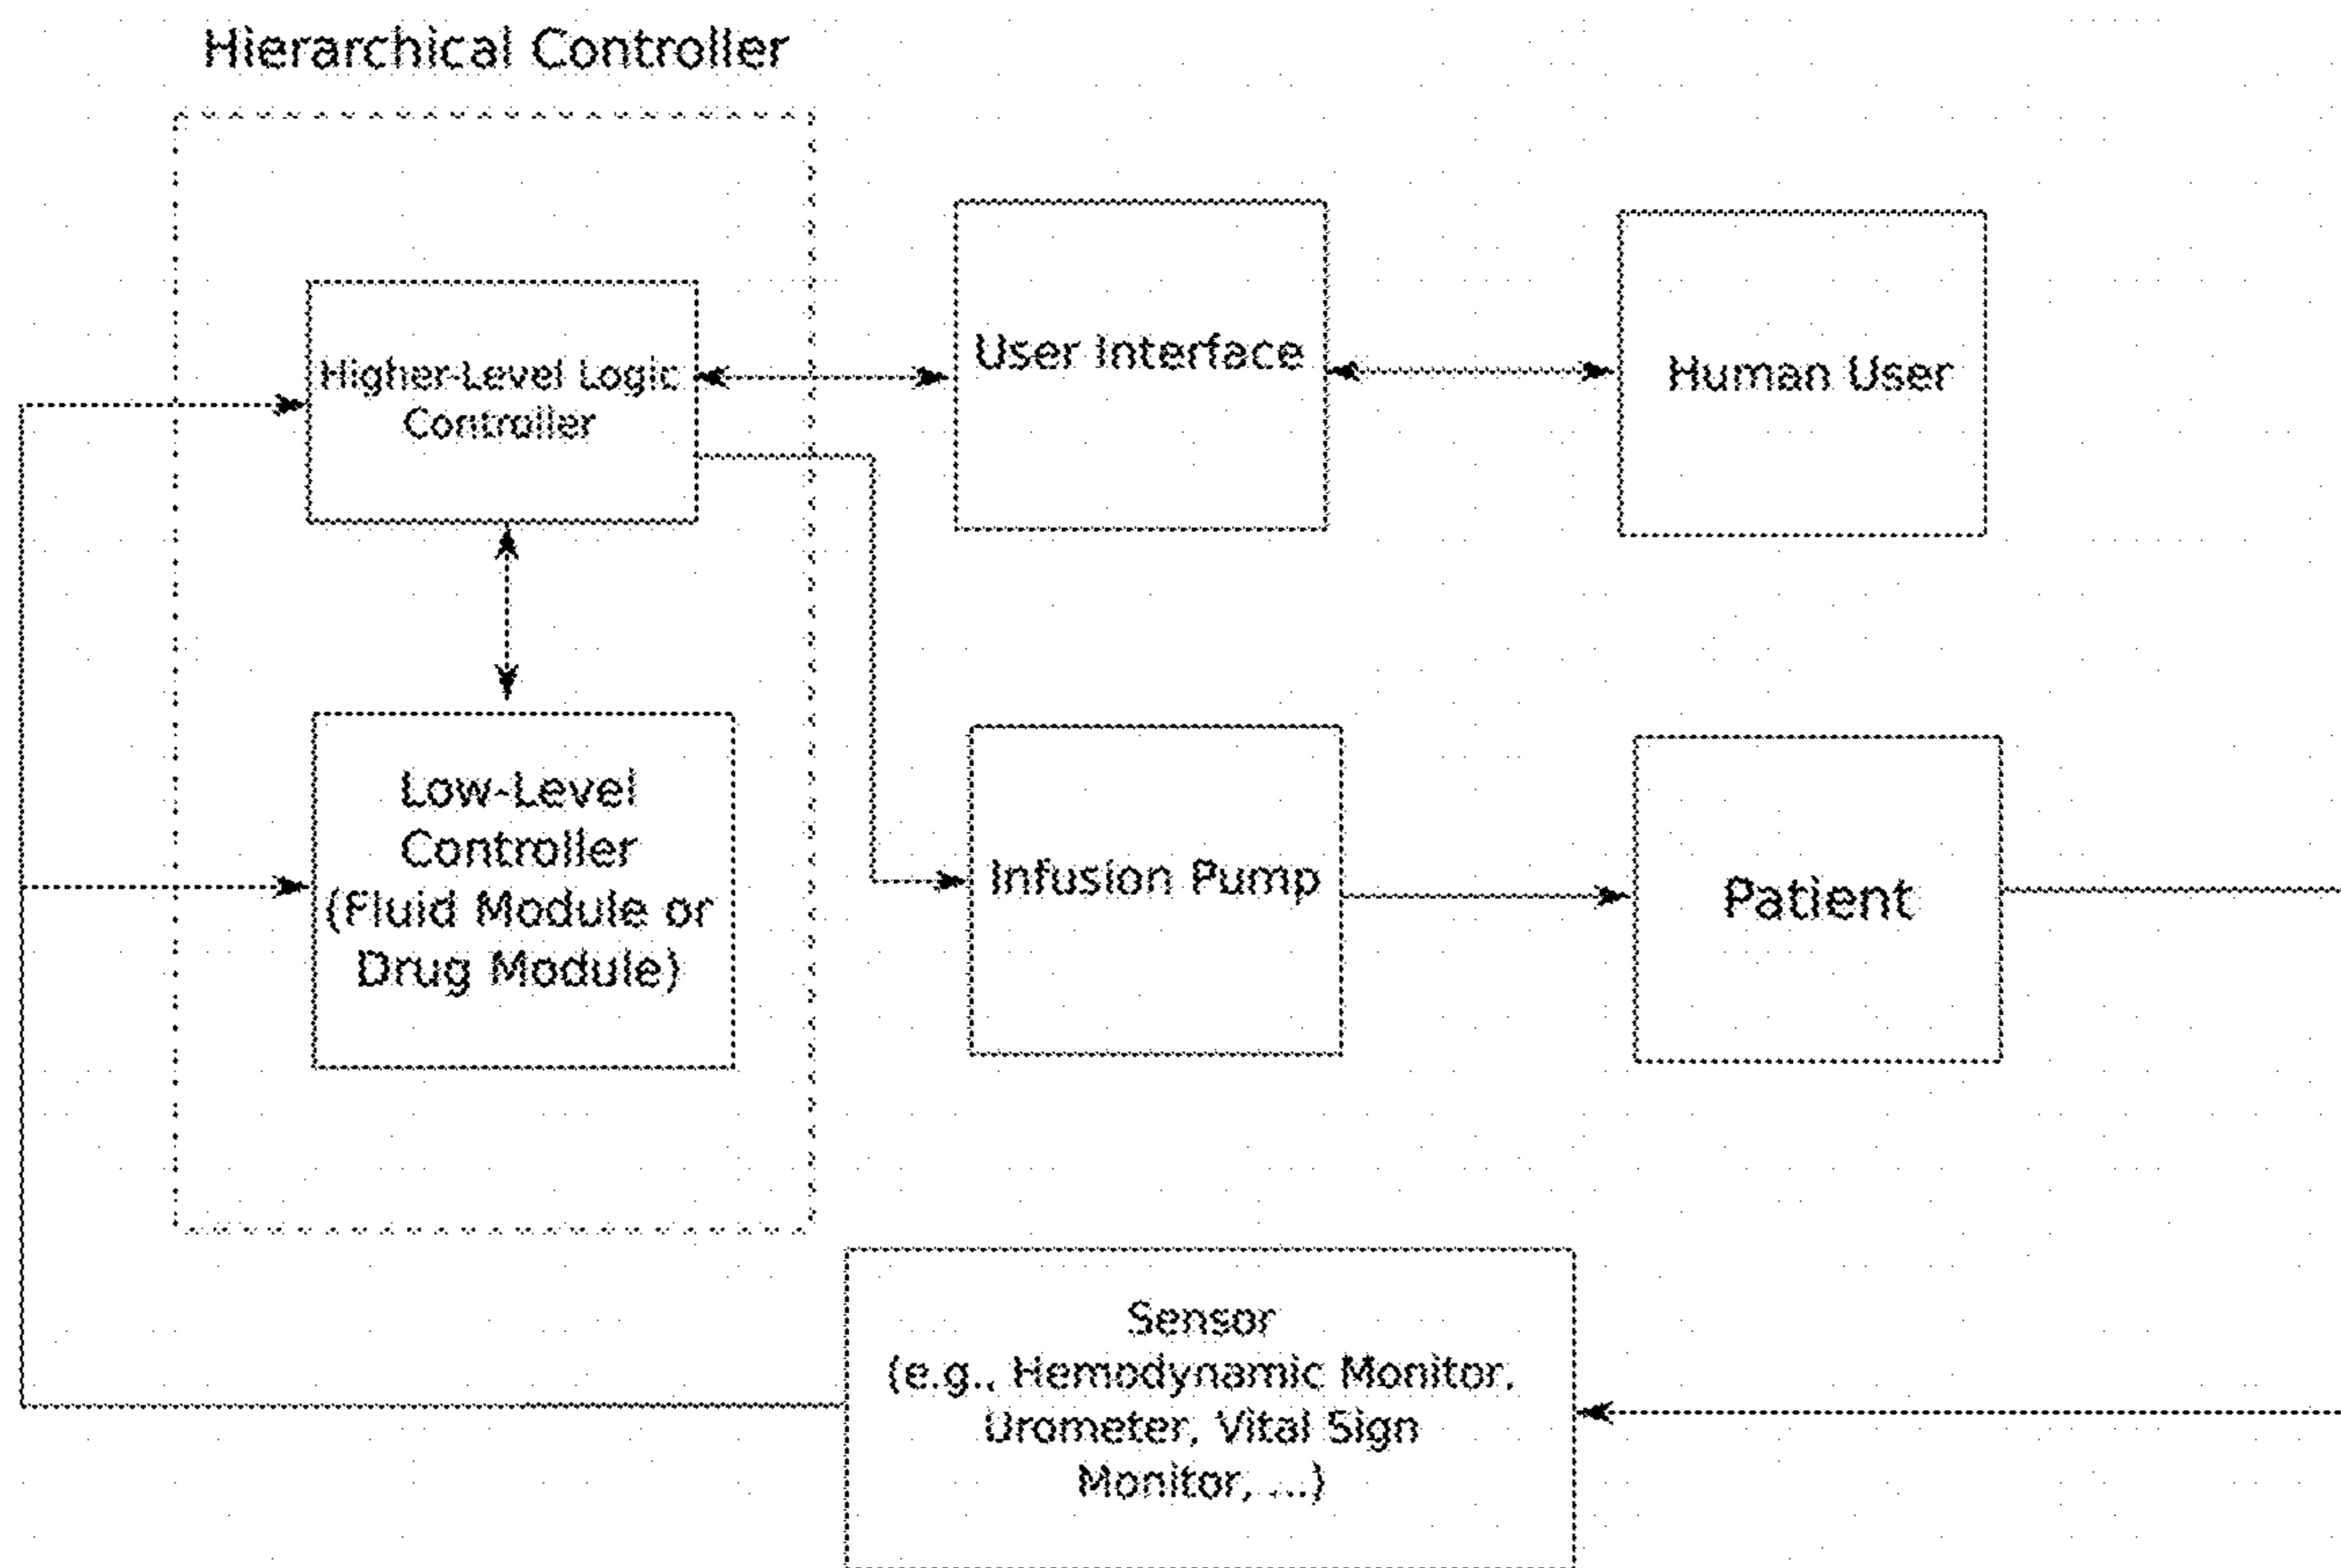 Hierarchical Controller
Higher-Level Logic
Controller
User Interface
Human User
Low-Level
Controller
(Fluid Module or
Drug Module)
Infusion Pump
Patient
Sensor
(e.g., Hemodynamic Monitor,
Urometer, Vital Sign
Monitor, ...)